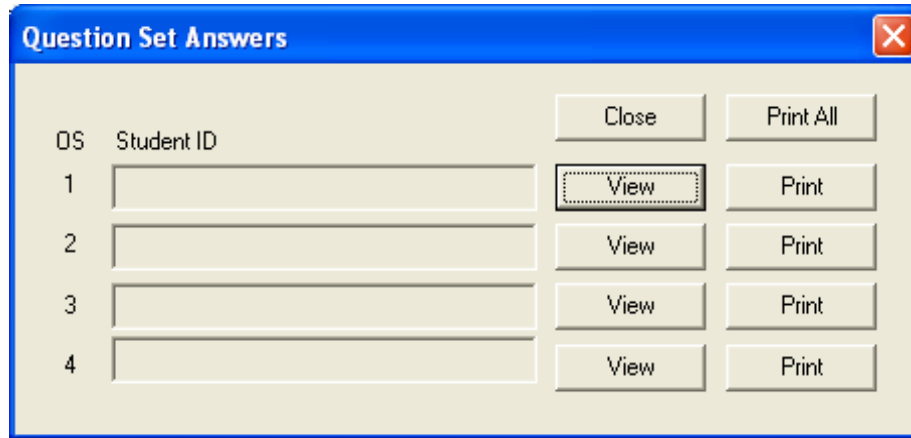 Question Set Answers
Close Print All
OS Student ID
1 View Print
2 View Print
3 View Print
4 View Print